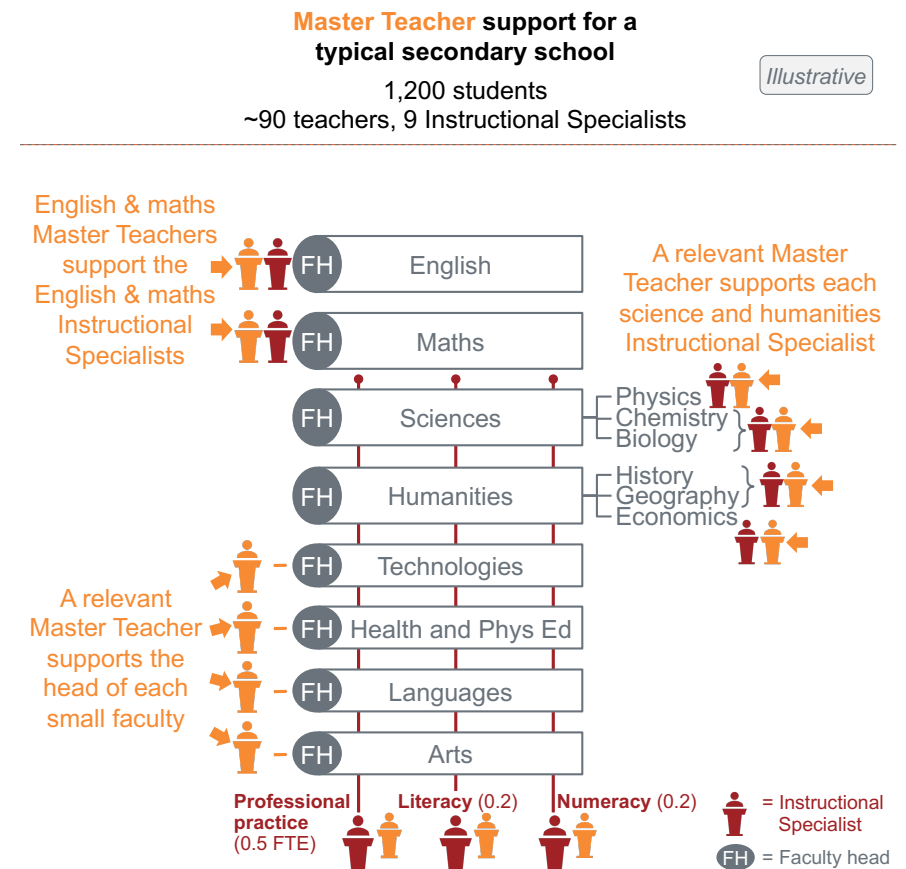 Master Teacher support for a
typical secondary school
1,200 students
~90 teachers, 9 Instructional Specialists
Illustrative
English & maths
Master Teachers
support the
English & maths
Instructional
Specialists
FH
English
FH
Maths
A relevant Master
Teacher supports each
science and humanities
Instructional Specialist
FH
Sciences
Physics
Chemistry
Biology
FH
Humanities
History
Geography
Economics
A relevant
Master Teacher
supports the
head of each
small faculty
FH
Technologies
FH
Health and Phys Ed
FH
Languages
FH
Arts
Professional
practice
(0.5 FTE)
Literacy (0.2)
Numeracy (0.2)
= Instructional
Specialist
FH = Faculty head